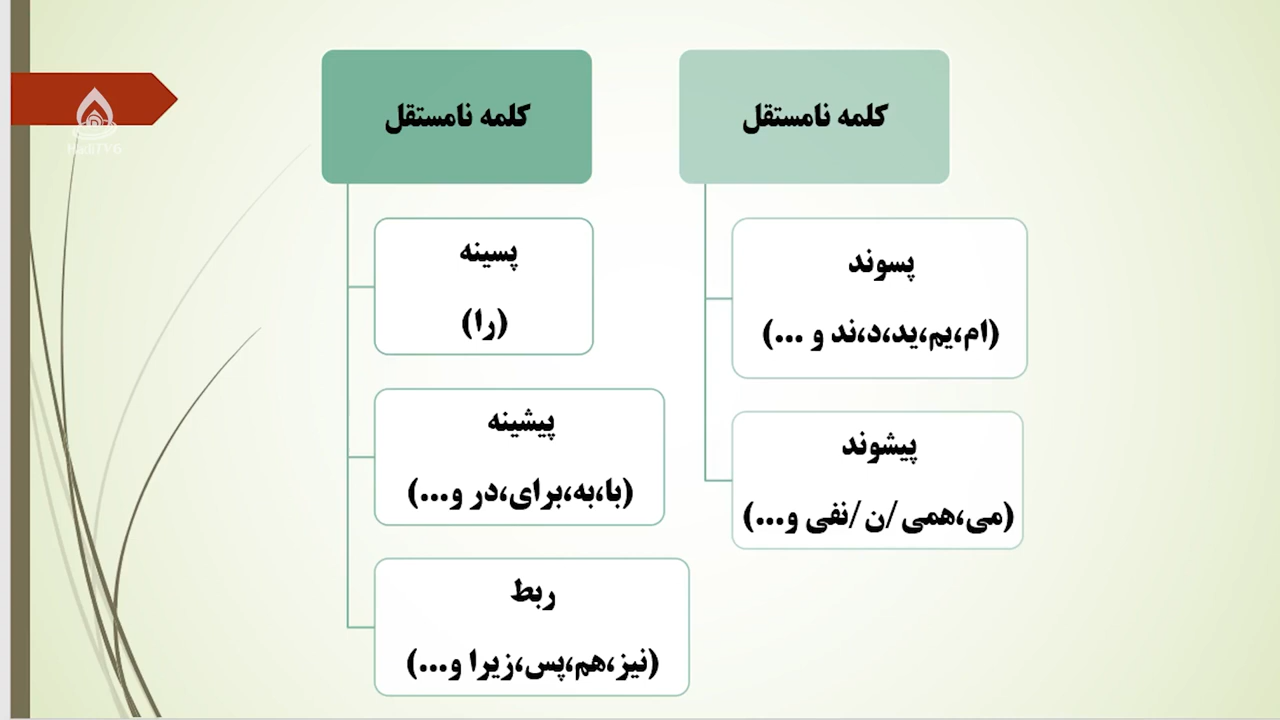 کلمه نامستقل
پسوند
(ام،یم،ید،د،ند و ...)
پیشوند
(می،همی /ن /نفی و...)
کلمه نامستقل
پسینه
(را)
پیشینه
(با،به،برای،در و...)
ربط
(نیز،هم،پس،زیرا و...)